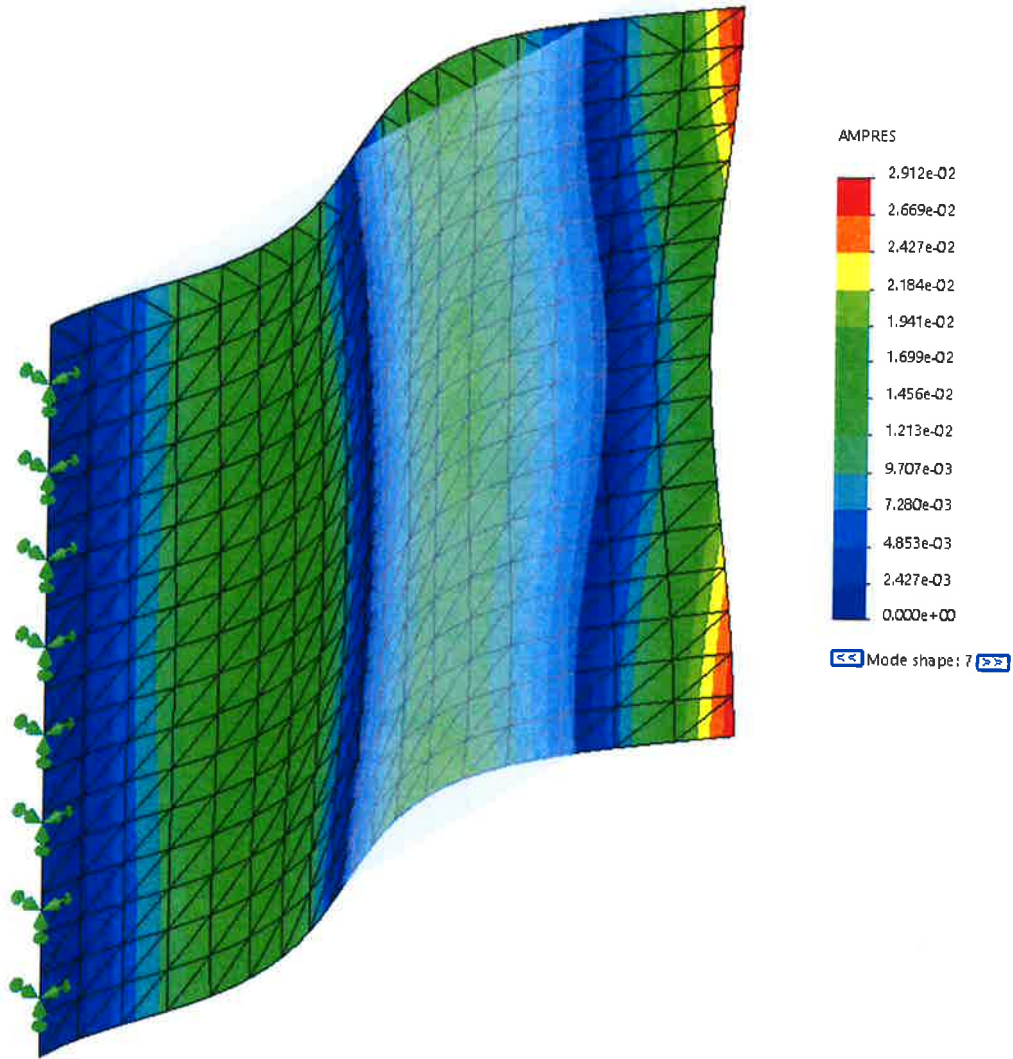 AMPRES
2.912e-02
2.669e-02
2.427e-02
2.184e-02
1.941e-02
1.699e-02
1.456e-02
1.213e-02
9.707e-03
7.280e-03
4.853e-03
2.427e-03
0.000e+00
<< Mode shape: 7 >>